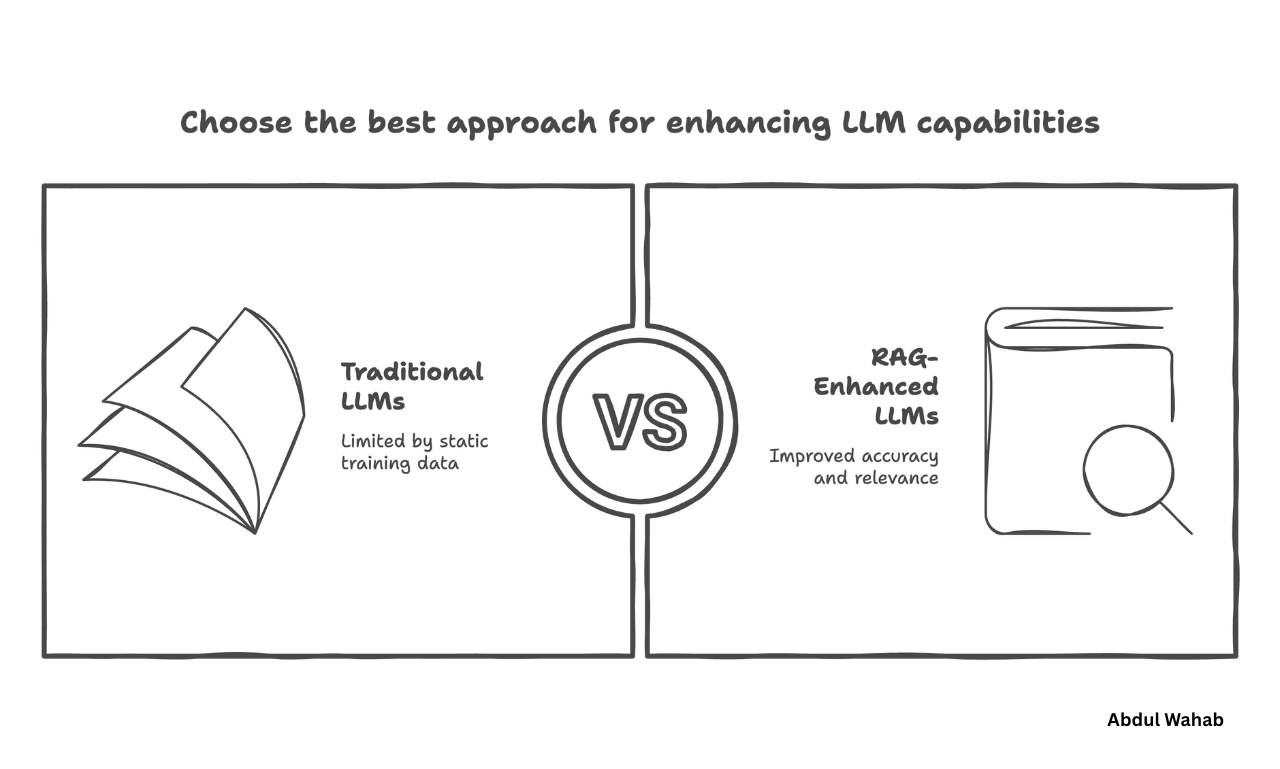 Choose the best approach for enhancing LLM capabilities
Traditional
LLMs
Limited by static
training data
VS
RAG-
Enhanced
LLMs
Improved accuracy
and relevance
Abdul Wahab